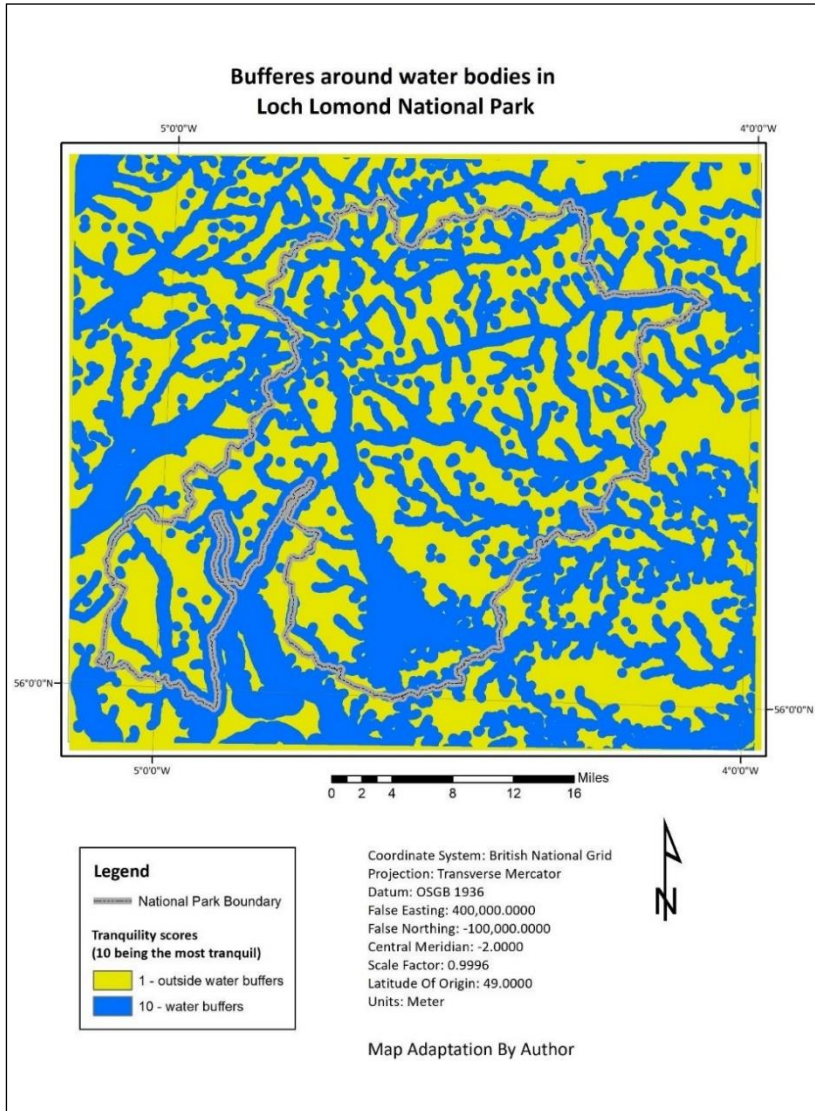 Bufferes around water bodies in
Loch Lomond National Park
5°0'0"W
4°0'0"W
56°0'0"N
56°0'0"N
5°0'0"W
4°0'0"W
Miles
0 2 4 8 12 16
Legend
National Park Boundary
Tranquility scores
(10 being the most tranquil)
1 - outside water buffers
10 - water buffers
Coordinate System: British National Grid
Projection: Transverse Mercator
Datum: OSGB 1936
False Easting: 400,000.0000
False Northing: -100,000.0000
Central Meridian: -2.0000
Scale Factor: 0.9996
Latitude Of Origin: 49.0000
Units: Meter
N
Map Adaptation By Author